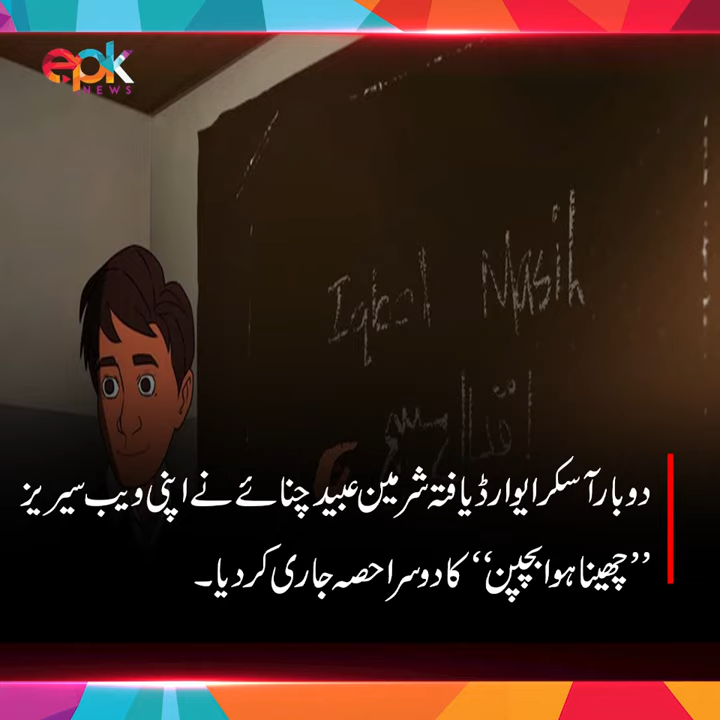 epk
NEWS
Iqbal Masih
اقبال مسیح
دو بار آسکر ایوارڈ یافتہ شرمین عبید چنائے نے اپنی ویب سیریز
”چھینا ہوا بچپن“ کا دوسرا حصہ جاری کر دیا۔